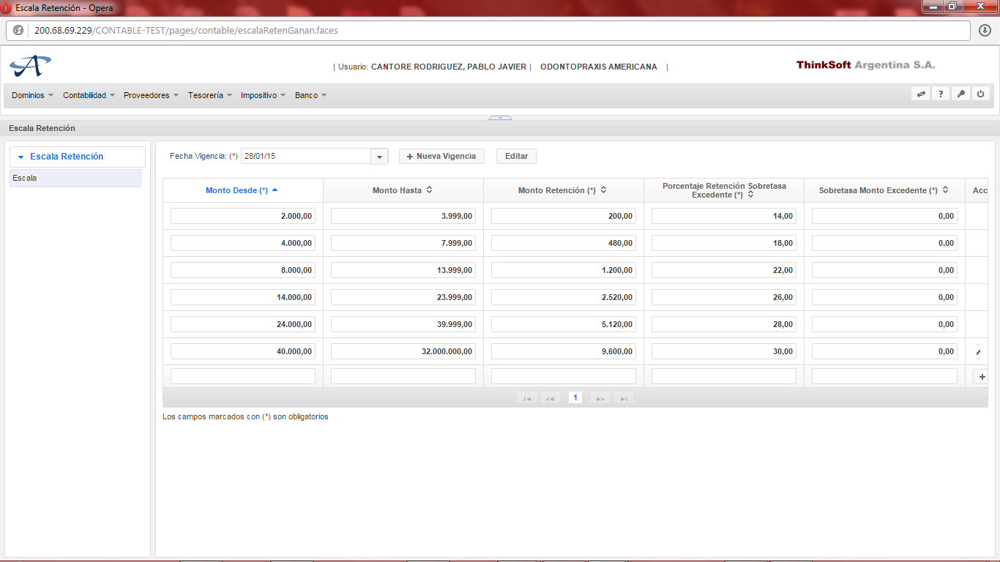 Escala Retención - Opera
200.68.69.229/CONTABLE-TEST/pages/contable/escalaRetenGanan.faces
| Usuario: CANTORE RODRIGUEZ, PABLO JAVIER | ODONTOPRAXIS AMERICANA |
ThinkSoft Argentina S.A.
Dominios Contabilidad Proveedores Tesorería Impositivo Banco
?
Escala Retención
Escala Retención
Escala
Fecha Vigencia: (*) 28/01/15 + Nueva Vigencia Editar
Monto Desde (*) Monto Hasta Monto Retención (*) Porcentaje Retención Sobretasa Excedente (*) Sobretasa Monto Excedente (*) Acc
2.000,00 3.999,00 200,00 14,00 0,00
4.000,00 7.999,00 480,00 18,00 0,00
8.000,00 13.999,00 1.200,00 22,00 0,00
14.000,00 23.999,00 2.520,00 26,00 0,00
24.000,00 39.999,00 5.120,00 28,00 0,00
40.000,00 32.000.000,00 9.600,00 30,00 0,00
+
1
Los campos marcados con (*) son obligatorios